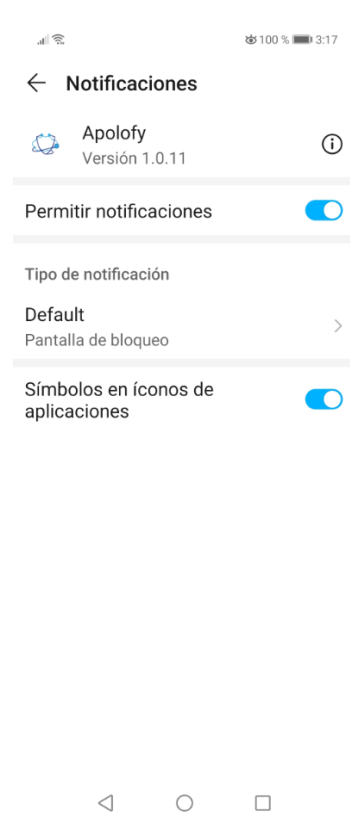 100 % 3:17
Notificaciones
Apolofy
Versión 1.0.11
Permitir notificaciones
Tipo de notificación
Default
Pantalla de bloqueo
Símbolos en íconos de
aplicaciones